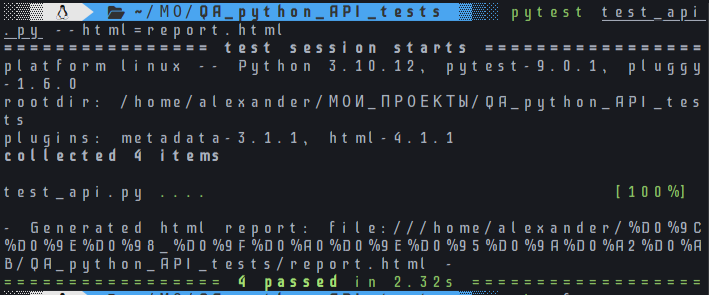 ~/МО/QA_python_API_tests pytest test_api
.py --html=report.html
=============== test session starts ================
platform linux -- Python 3.10.12, pytest-9.0.1, pluggy
-1.6.0
rootdir: /home/alexander/МОИ_ПРОЕКТЫ/QA_python_API_tes
ts
plugins: metadata-3.1.1, html-4.1.1
collected 4 items
test_api.py .... [100%]
- Generated html report: file:///home/alexander/%D0%9C
%D0%9E%D0%98_%D0%9F%D0%A0%D0%9E%D0%95%D0%9A%D0%A2%D0%A
B/QA_python_API_tests/report.html -
================= 4 passed in 2.32s ==================